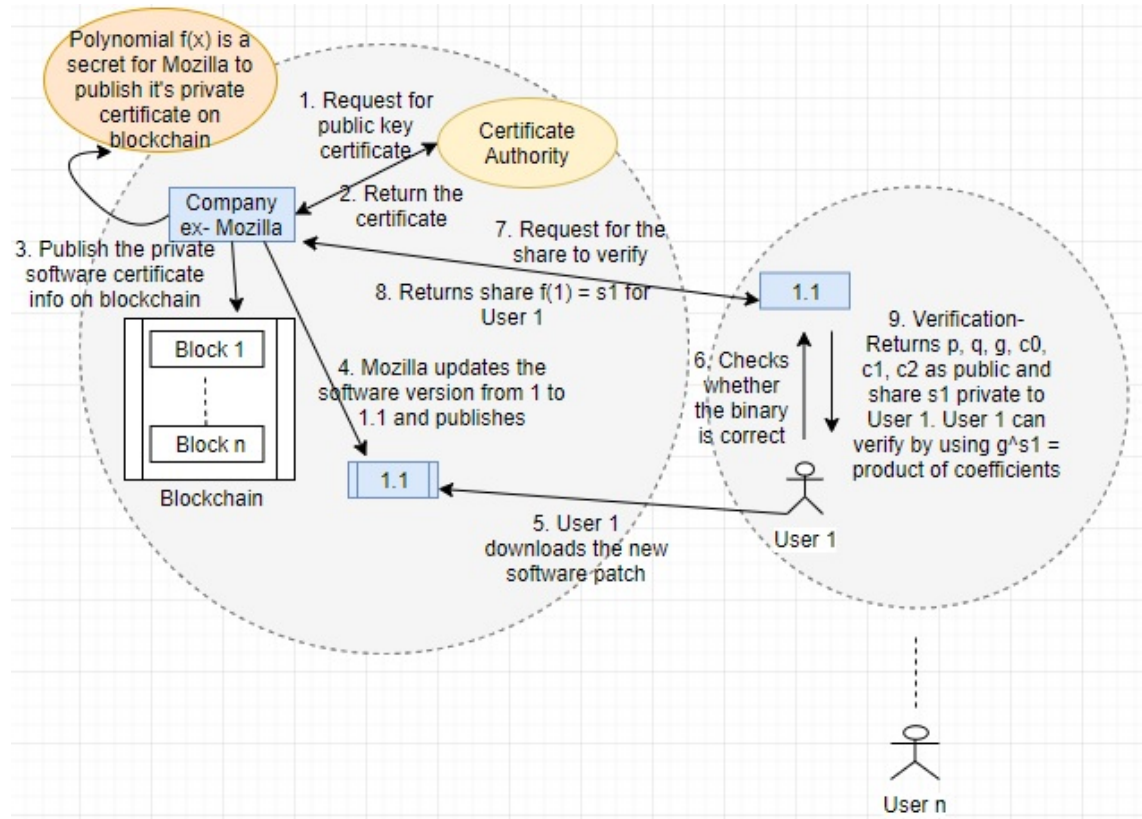 Polynomial f(x) is a
secret for Mozilla to
publish it's private
certificate on
blockchain
1. Request for
public key
certificate
Certificate
Authority
2. Return the
certificate
Company
ex- Mozilla
3. Publish the private
software certificate
info on blockchain
7. Request for the
share to verify
8. Returns share f(1) = s1 for
User 1
1.1
Block 1
Block n
Blockchain
4. Mozilla updates the
software version from 1 to
1.1 and publishes
1.1
6. Checks
whether
the binary
is correct
9. Verification-
Returns p, q, g, c0,
c1, c2 as public and
share s1 private to
User 1. User 1 can
verify by using g^s1 =
product of coefficients
User 1
5. User 1
downloads the new
software patch
User n